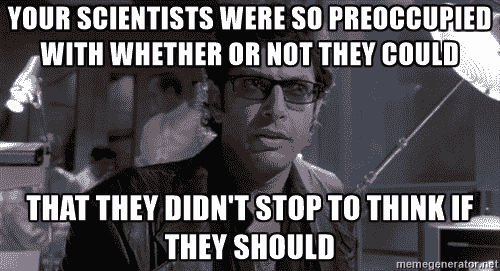 YOUR SCIENTISTS WERE SO PREOCCUPIED
WITH WHETHER OR NOT THEY COULD
THAT THEY DIDN'T STOP TO THINK IF
THEY SHOULD
memegenerator.net